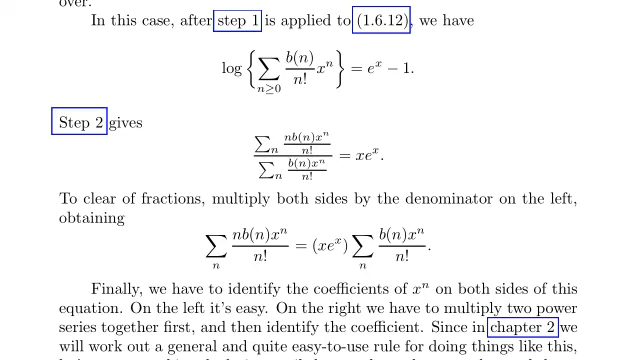 over.
In this case, after step 1 is applied to (1.6.12), we have
log { ∑_{n≥0} b(n)/n! x^n } = e^x − 1.
Step 2 gives
∑_n nb(n)x^n/n! / ∑_n b(n)x^n/n! = xe^x.
To clear of fractions, multiply both sides by the denominator on the left,
obtaining
∑_n nb(n)x^n/n! = (xe^x) ∑_n b(n)x^n/n!.
Finally, we have to identify the coefficients of x^n on both sides of this
equation. On the left it's easy. On the right we have to multiply two power
series together first, and then identify the coefficient. Since in chapter 2 we
will work out a general and quite easy-to-use rule for doing things like this,